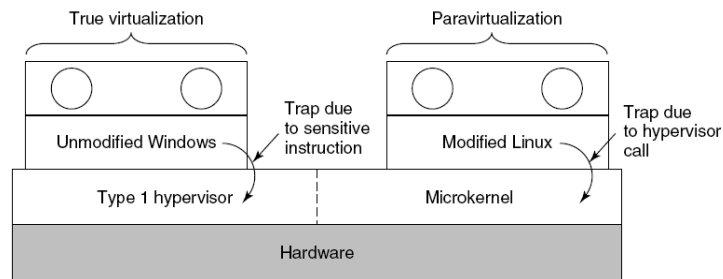 True virtualization
Paravirtualization
Trap due
to sensitive
instruction
Trap due
to hypervisor
call
Unmodified Windows
Modified Linux
Type 1 hypervisor
Microkernel
Hardware